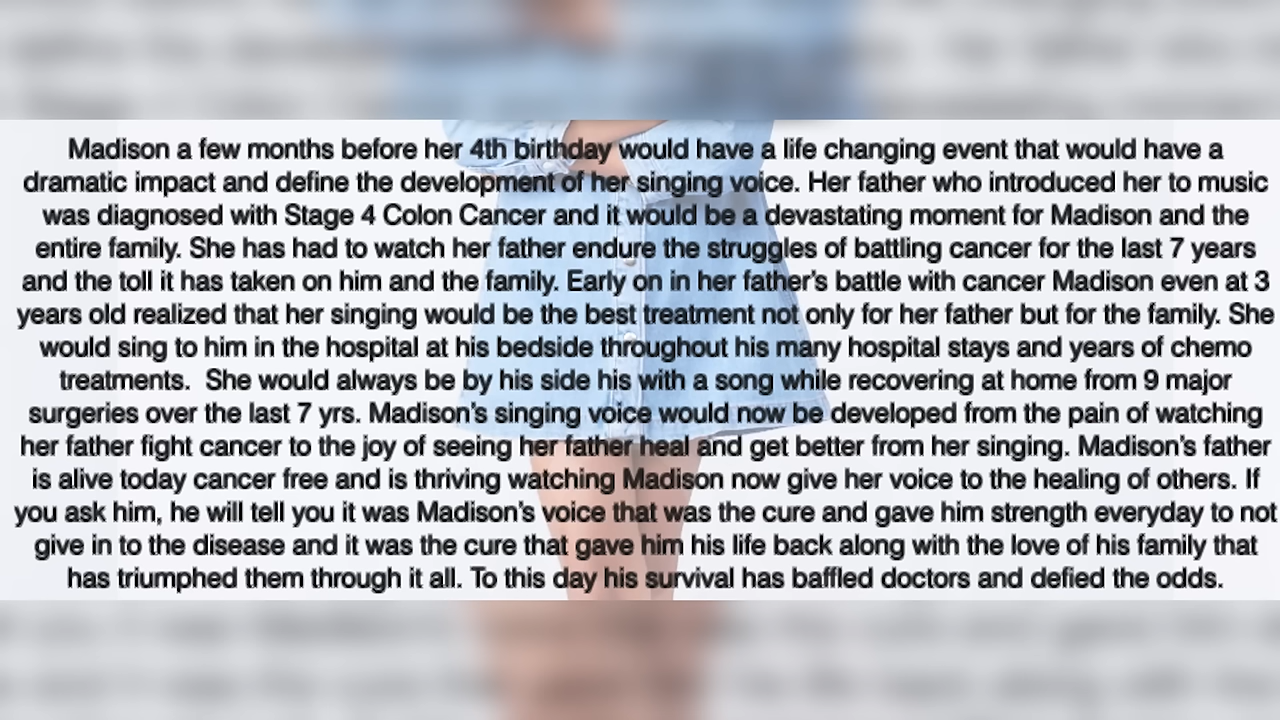 Madison a few months before her 4th birthday would have a life changing event that would have a
dramatic impact and define the development of her singing voice. Her father who introduced her to music
was diagnosed with Stage 4 Colon Cancer and it would be a devastating moment for Madison and the
entire family. She has had to watch her father endure the struggles of battling cancer for the last 7 years
and the toll it has taken on him and the family. Early on in her father’s battle with cancer Madison even at 3
years old realized that her singing would be the best treatment not only for her father but for the family. She
would sing to him in the hospital at his bedside throughout his many hospital stays and years of chemo
treatments.  She would always be by his side his with a song while recovering at home from 9 major
surgeries over the last 7 yrs. Madison’s singing voice would now be developed from the pain of watching
her father fight cancer to the joy of seeing her father heal and get better from her singing. Madison’s father
is alive today cancer free and is thriving watching Madison now give her voice to the healing of others. If
you ask him, he will tell you it was Madison’s voice that was the cure and gave him strength everyday to not
give in to the disease and it was the cure that gave him his life back along with the love of his family that
has triumphed them through it all. To this day his survival has baffled doctors and defied the odds.